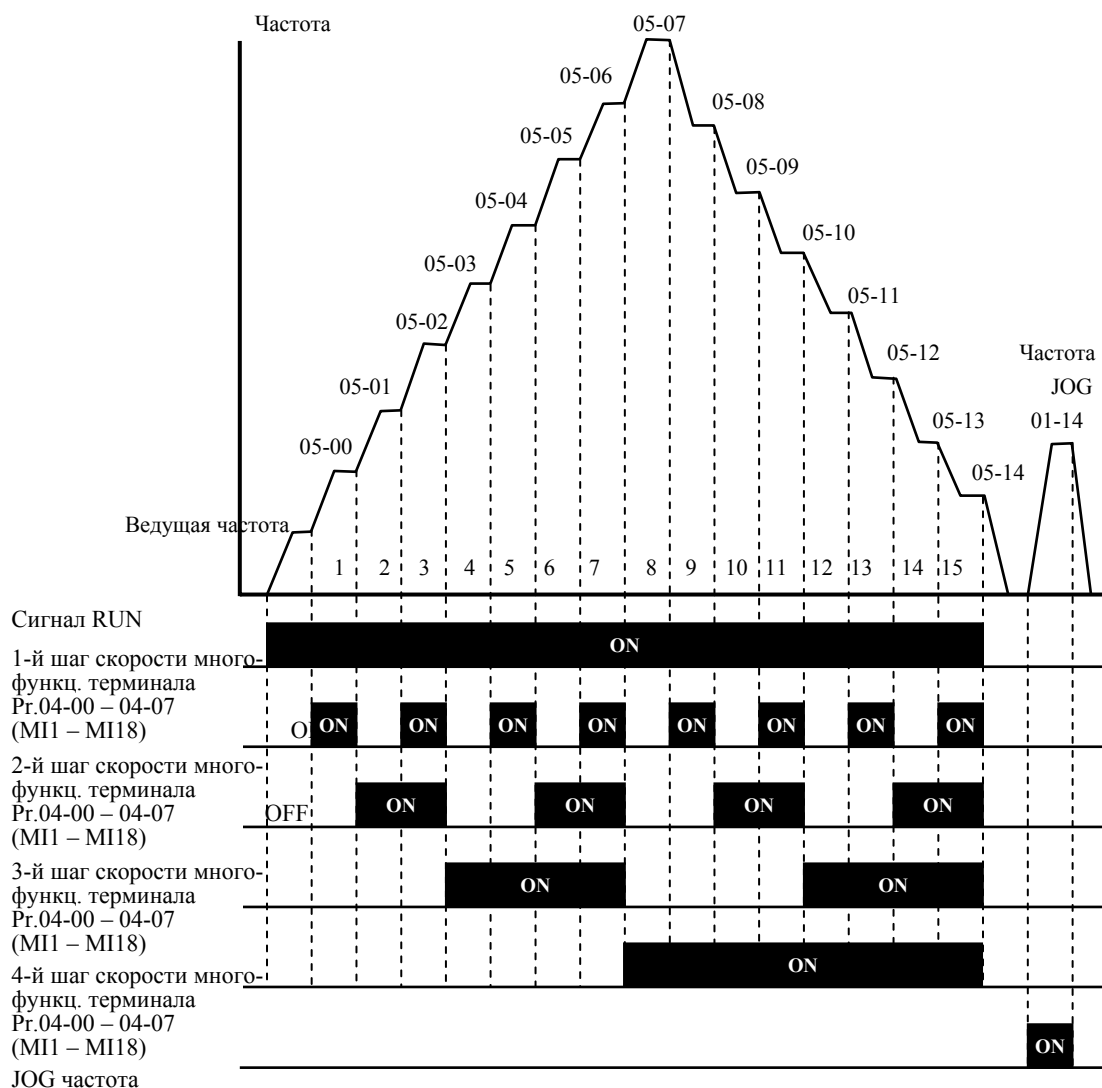 Частота
05-07
05-06
05-08
05-05
05-09
05-04
05-10
05-03
05-11
05-02
05-12
Частота
JOG
05-01
05-13
01-14
05-00
05-14
Ведущая частота
1 2 3 4 5 6 7 8 9 10 11 12 13 14 15
Сигнал RUN
ON
1-й шаг скорости много-
функц. терминала
Pr.04-00 – 04-07
(MI1 – MI18)
ON ON ON ON ON ON ON ON
2-й шаг скорости много-
функц. терминала
Pr.04-00 – 04-07
(MI1 – MI18)
OFF ON ON ON ON
3-й шаг скорости много-
функц. терминала
Pr.04-00 – 04-07
(MI1 – MI18)
ON ON
4-й шаг скорости много-
функц. терминала
Pr.04-00 – 04-07
(MI1 – MI18)
ON
JOG частота
ON